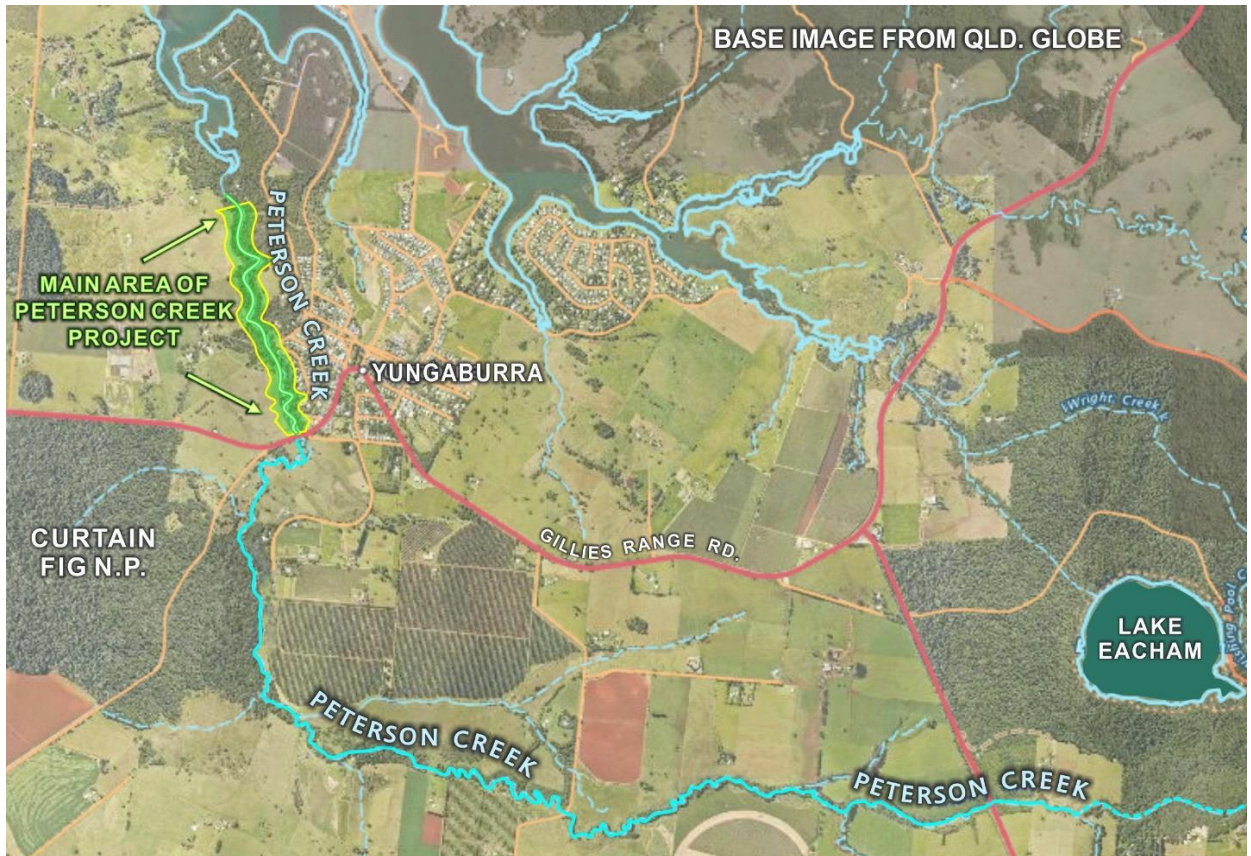 BASE IMAGE FROM QLD. GLOBE
PETERSON CREEK
MAIN AREA OF
PETERSON CREEK
PROJECT
YUNGABURRA
Wright Creek
CURTAIN
FIG N.P.
GILLIES RANGE RD.
LAKE
EACHAM
PETERSON CREEK
PETERSON CREEK